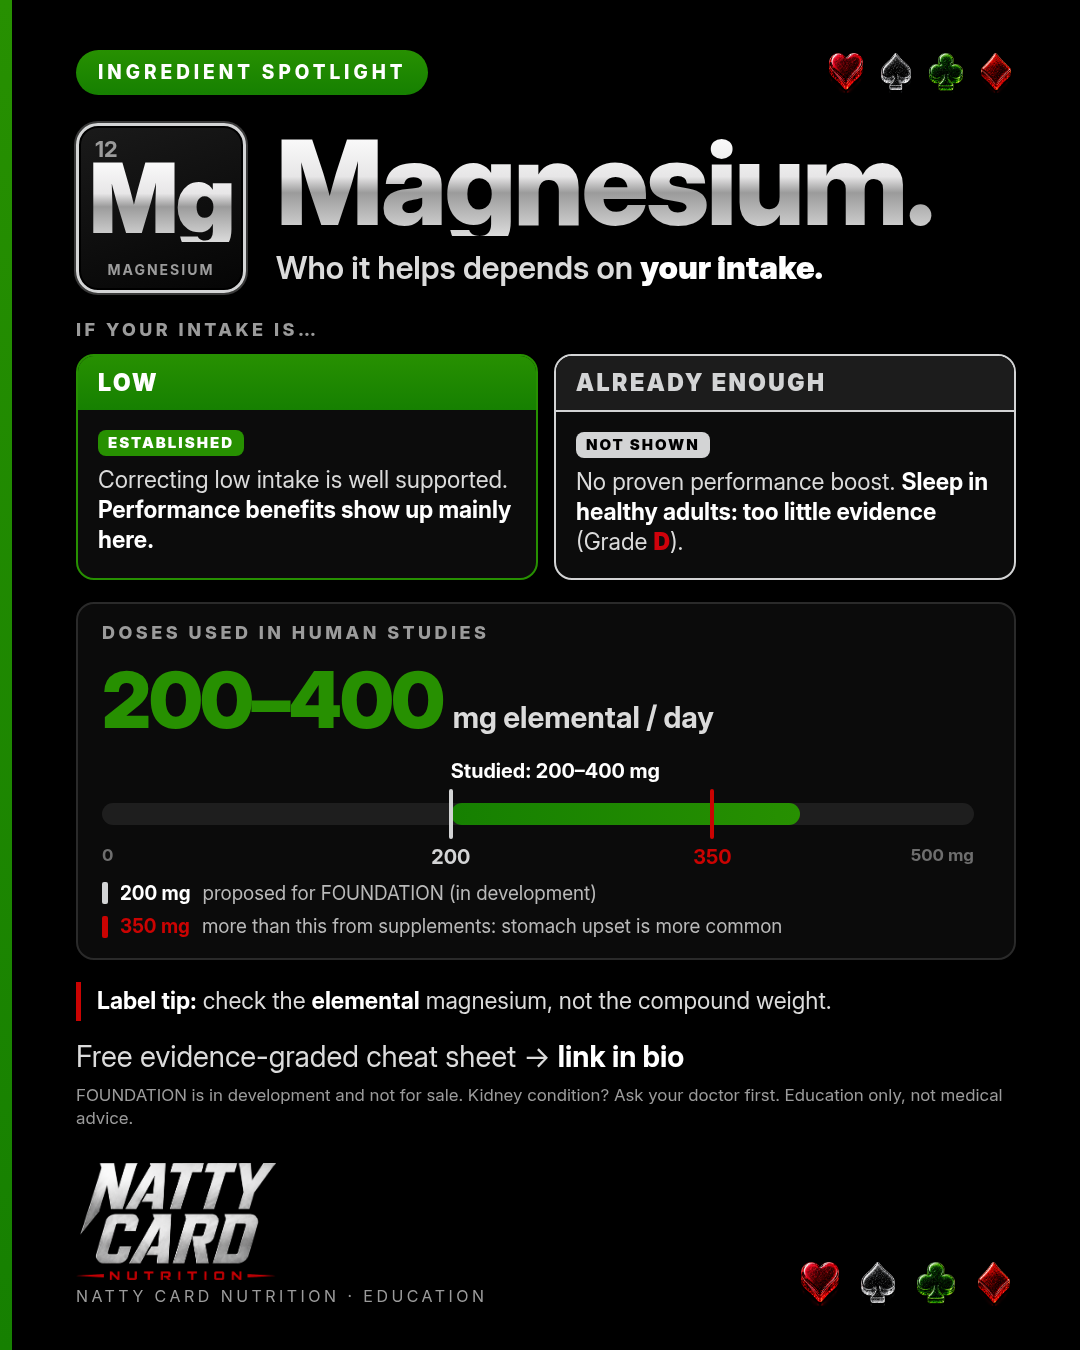 INGREDIENT SPOTLIGHT
12
Mg
MAGNESIUM
Magnesium.
Who it helps depends on your intake.
IF YOUR INTAKE IS…
LOW
ESTABLISHED
Correcting low intake is well supported.
Performance benefits show up mainly
here.
ALREADY ENOUGH
NOT SHOWN
No proven performance boost. Sleep in
healthy adults: too little evidence
(Grade D).
DOSES USED IN HUMAN STUDIES
200–400 mg elemental / day
Studied: 200–400 mg
0 200 350 500 mg
200 mg proposed for FOUNDATION (in development)
350 mg more than this from supplements: stomach upset is more common
Label tip: check the elemental magnesium, not the compound weight.
Free evidence-graded cheat sheet → link in bio
FOUNDATION is in development and not for sale. Kidney condition? Ask your doctor first. Education only, not medical
advice.
NATTY
CARD
NUTRITION
NATTY CARD NUTRITION · EDUCATION